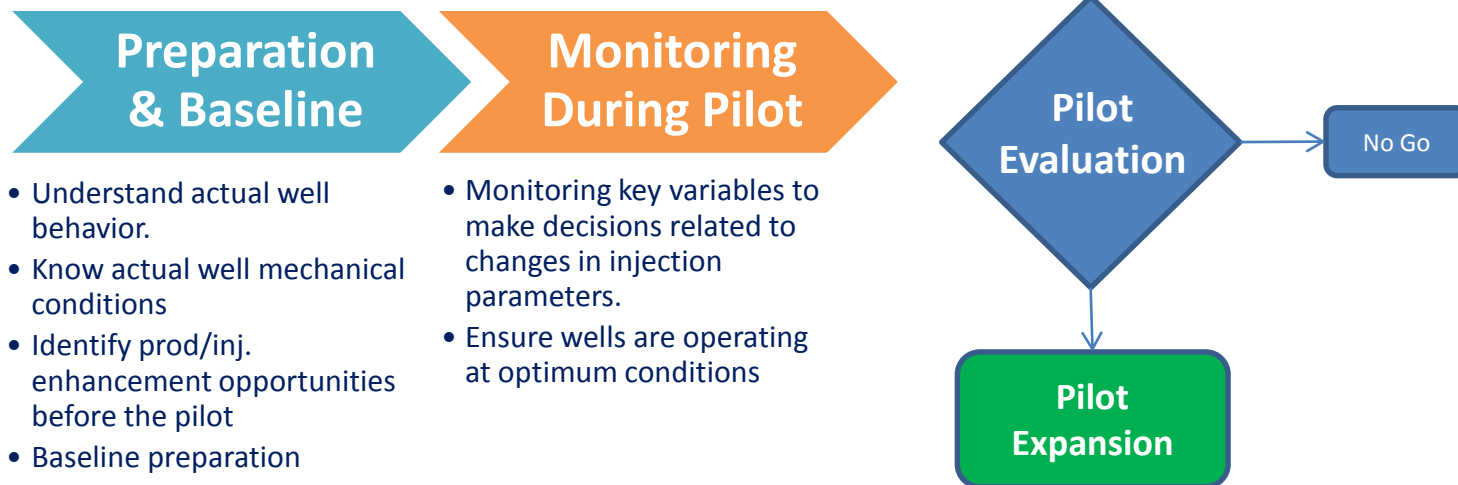 Preparation
& Baseline
• Understand actual well
behavior.
• Know actual well mechanical
conditions
• Identify prod/inj.
enhancement opportunities
before the pilot
• Baseline preparation
Monitoring
During Pilot
• Monitoring key variables to
make decisions related to
changes in injection
parameters.
• Ensure wells are operating
at optimum conditions
Pilot
Evaluation
No Go
Pilot
Expansion